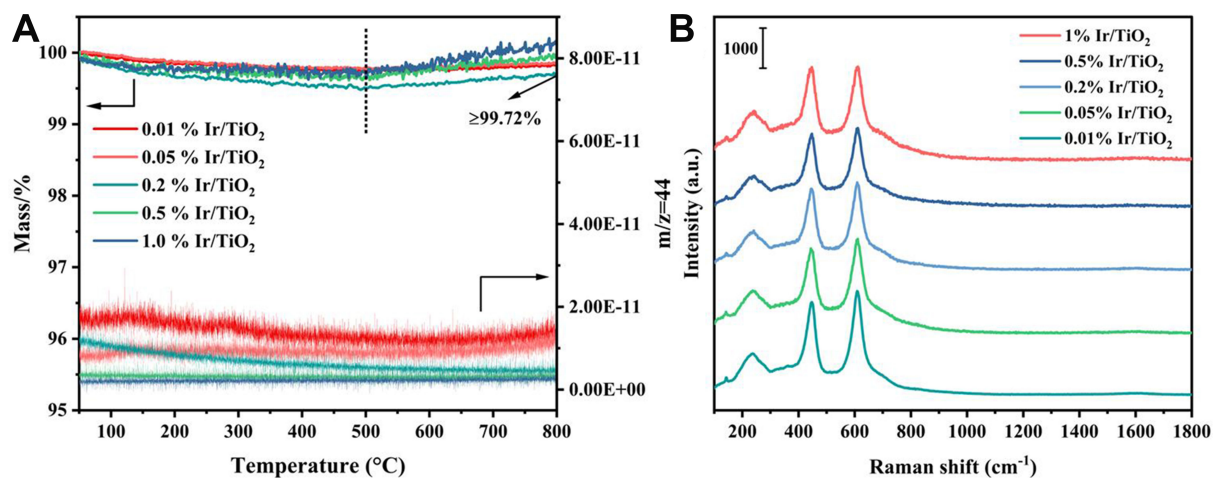 A
100
99
98
97
96
95
Mass/%
≥99.72%
0.01 % Ir/TiO₂
0.05 % Ir/TiO₂
0.2 % Ir/TiO₂
0.5 % Ir/TiO₂
1.0 % Ir/TiO₂
8.00E-11
6.00E-11
4.00E-11
2.00E-11
0.00E+00
m/z=44
100 200 300 400 500 600 700 800
Temperature (°C)
B
1000
1% Ir/TiO₂
0.5% Ir/TiO₂
0.2% Ir/TiO₂
0.05% Ir/TiO₂
0.01% Ir/TiO₂
Intensity (a.u.)
200 400 600 800 1000 1200 1400 1600 1800
Raman shift (cm⁻¹)